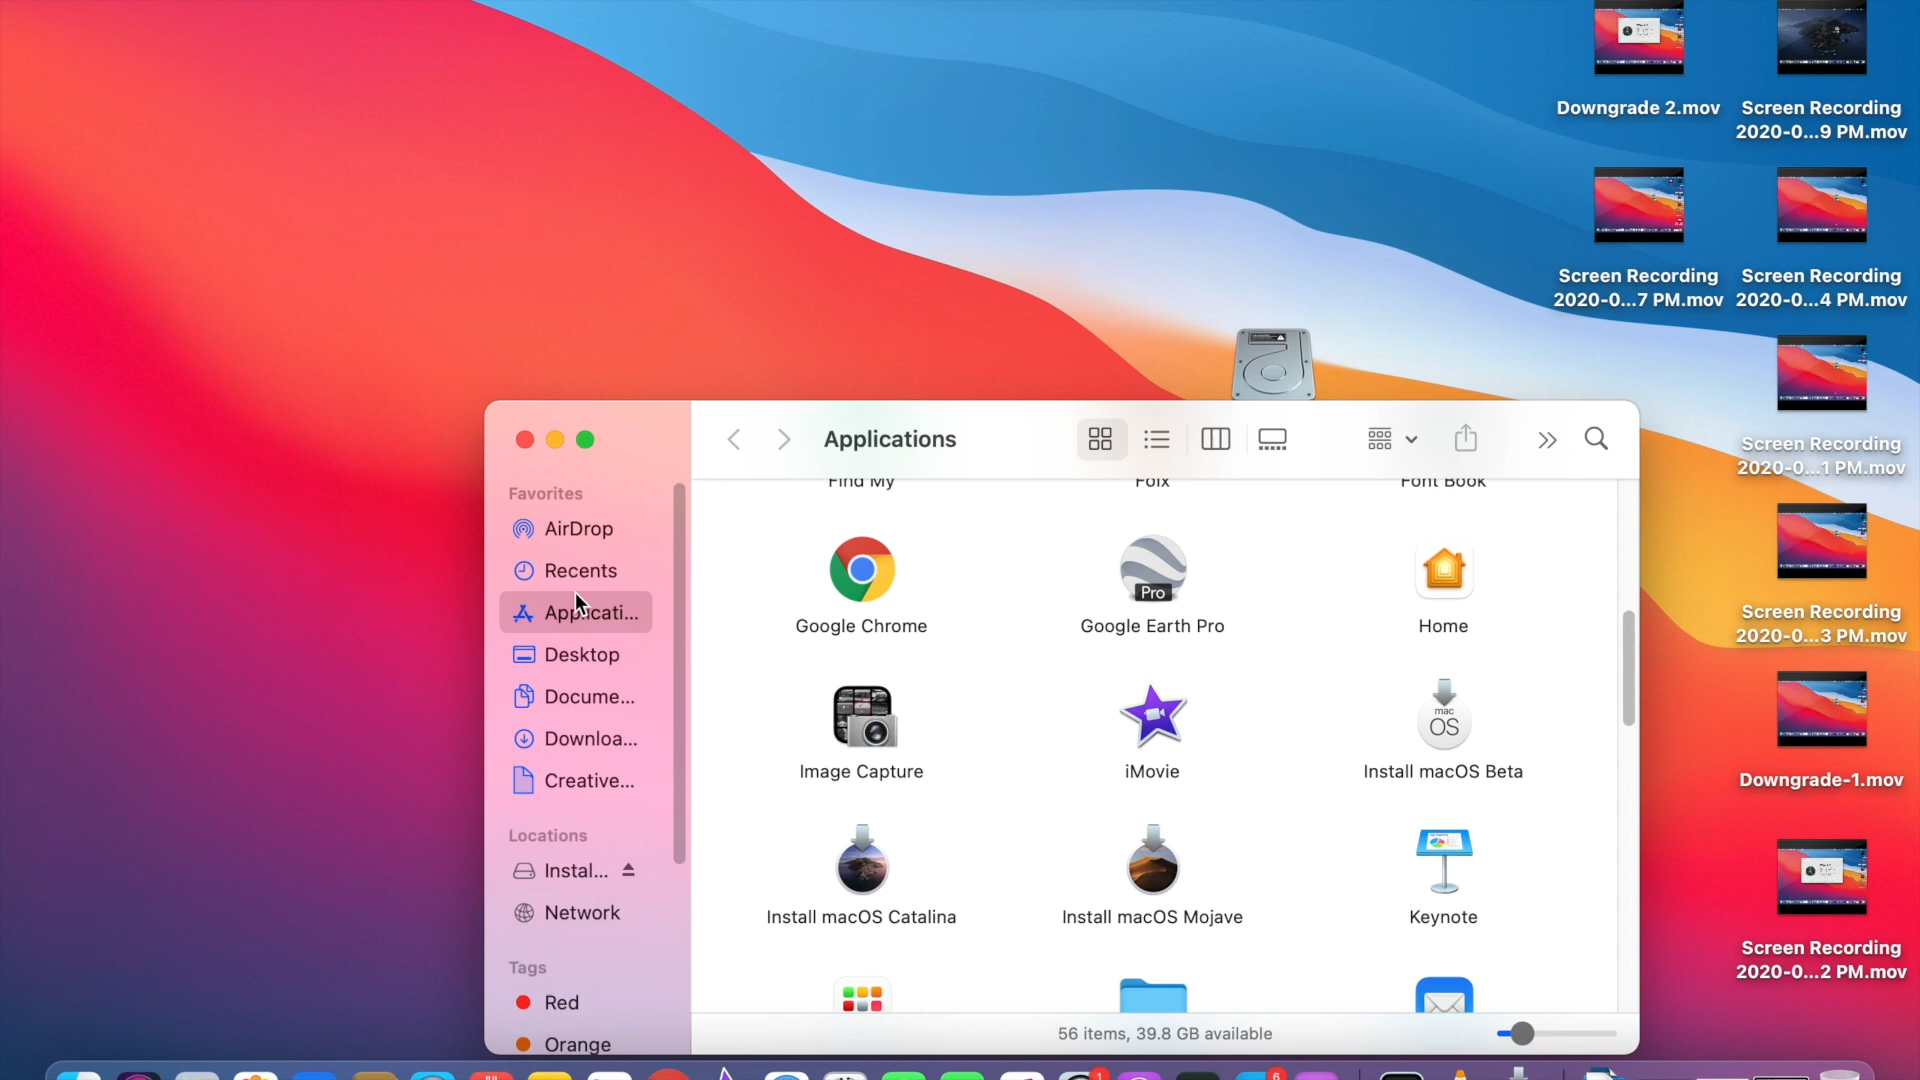 Downgrade 2.mov
Screen Recording
2020-0...9 PM.mov
Screen Recording
2020-0...7 PM.mov
Screen Recording
2020-0...4 PM.mov
Screen Recording
2020-0...1 PM.mov
Screen Recording
2020-0...3 PM.mov
Downgrade-1.mov
Screen Recording
2020-0...2 PM.mov
Applications
Favorites
AirDrop
Recents
Applicati...
Desktop
Docume...
Downloa...
Creative...
Locations
Instal...
Network
Tags
Red
Orange
Find My
Font Book
Google Chrome
Pro
Google Earth Pro
Home
Image Capture
iMovie
mac
OS
Install macOS Beta
Install macOS Catalina
Install macOS Mojave
Keynote
56 items, 39.8 GB available
1
6